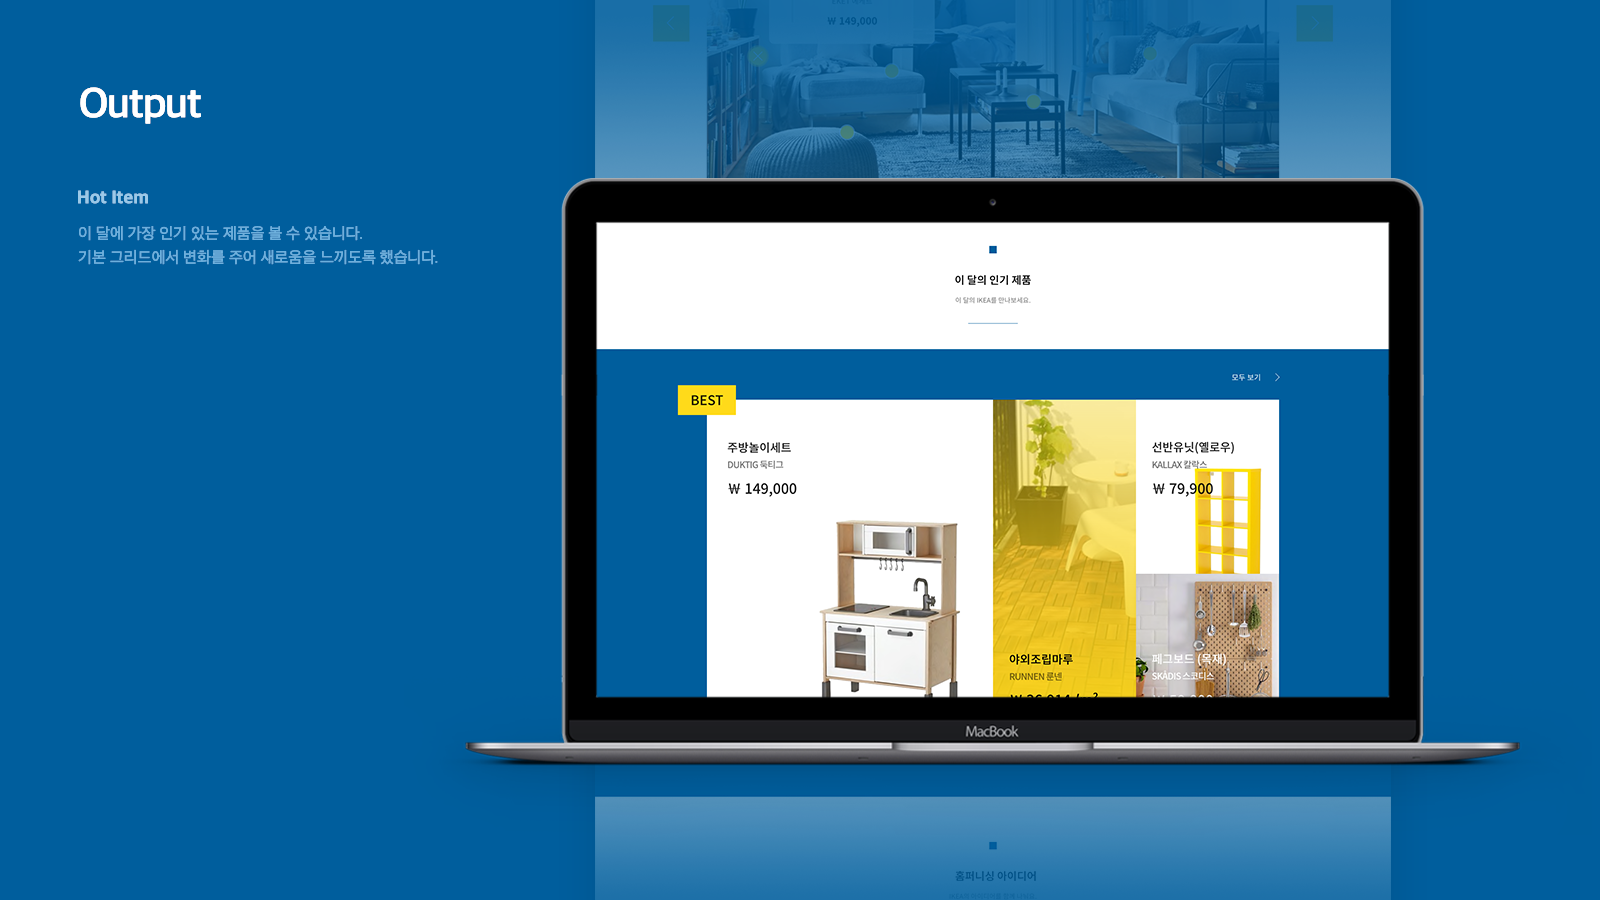 Output
Hot Item
이 달에 가장 인기 있는 제품을 볼 수 있습니다.
기본 그리드에서 변화를 주어 새로움을 느끼도록 했습니다.
₩ 149,000
이 달의 인기 제품
이 달의 IKEA를 만나보세요.
모두 보기
BEST
주방놀이세트
DUKTIG 둑티그
₩ 149,000
선반유닛(옐로우)
KALLAX 칼락스
₩ 79,900
야외조립마루
RUNNEN 룬넨
페그보드 (목재)
SKÅDIS 스코디스
MacBook
홈퍼니싱 아이디어